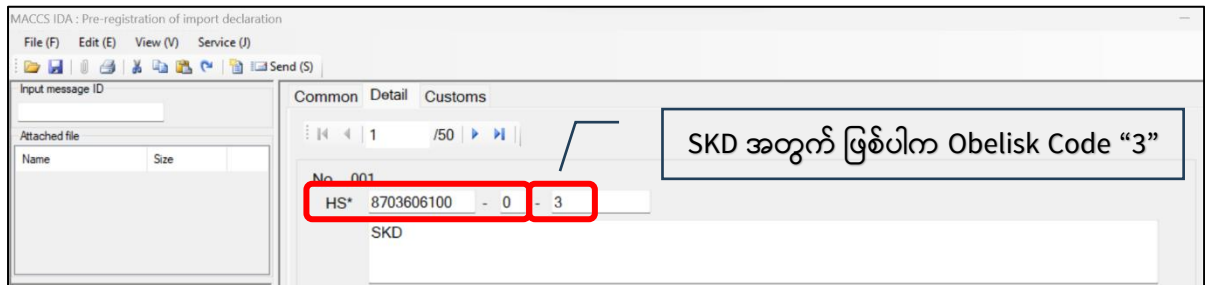 MACCS IDA : Pre-registration of import declaration
File (F) Edit (E) View (V) Service (J)
Send (S)
Input message ID
Common Detail Customs
Attached file
1 /50
Name Size
SKD အတွက် ဖြစ်ပါက Obelisk Code “3”
No. 001
HS* 8703606100 - 0 - 3
SKD